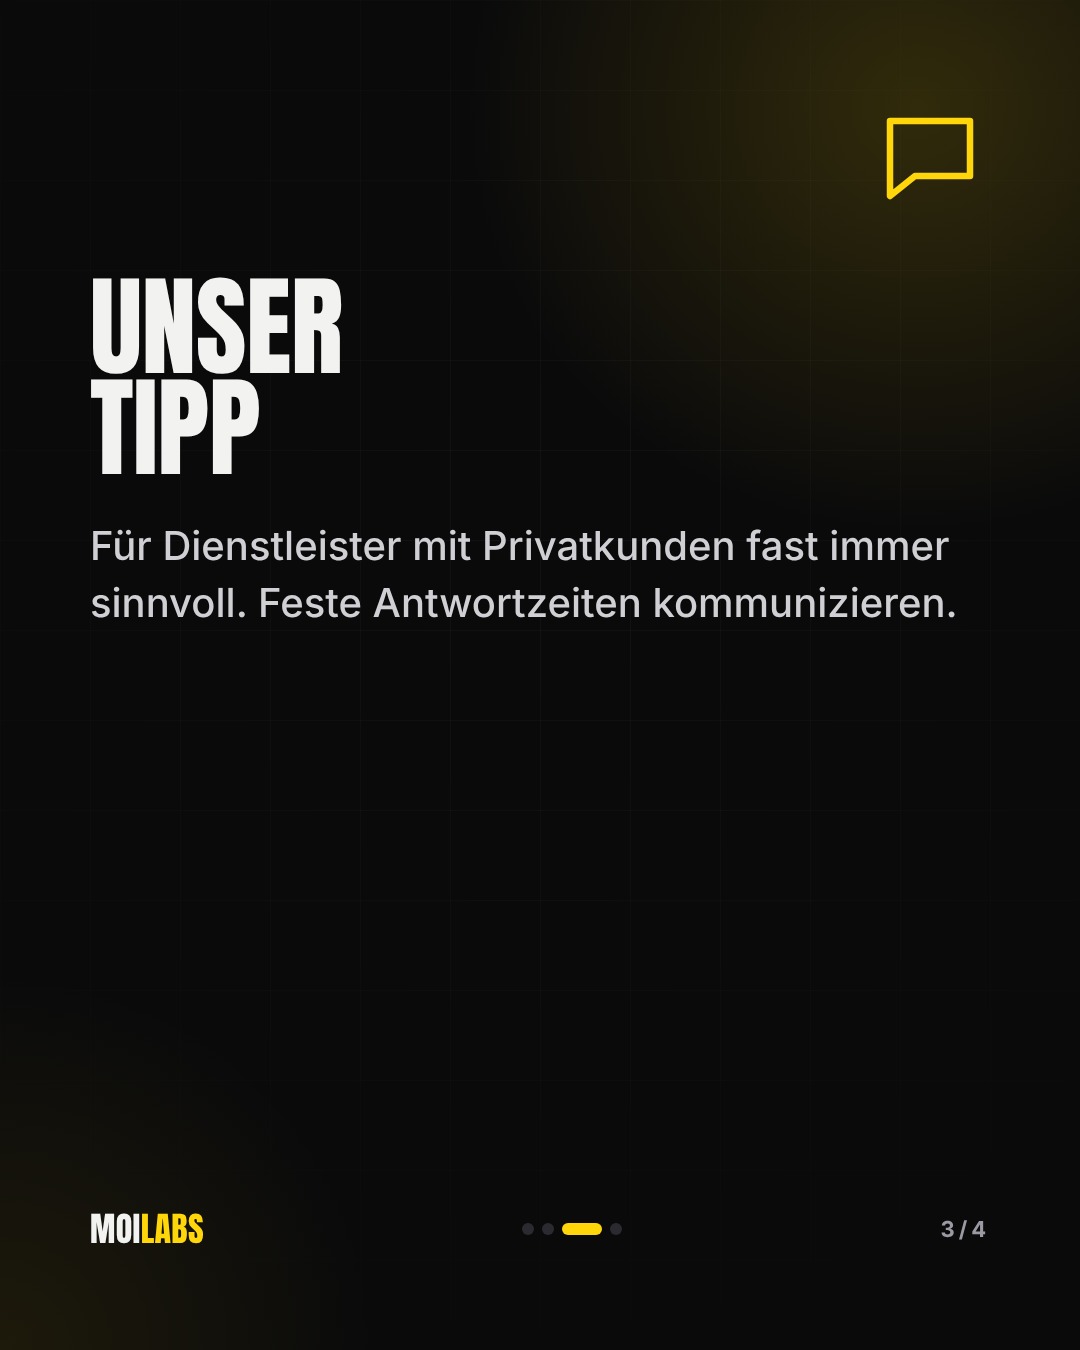 UNSER
TIPP
Für Dienstleister mit Privatkunden fast immer
sinnvoll. Feste Antwortzeiten kommunizieren.
MOILABS
3 / 4